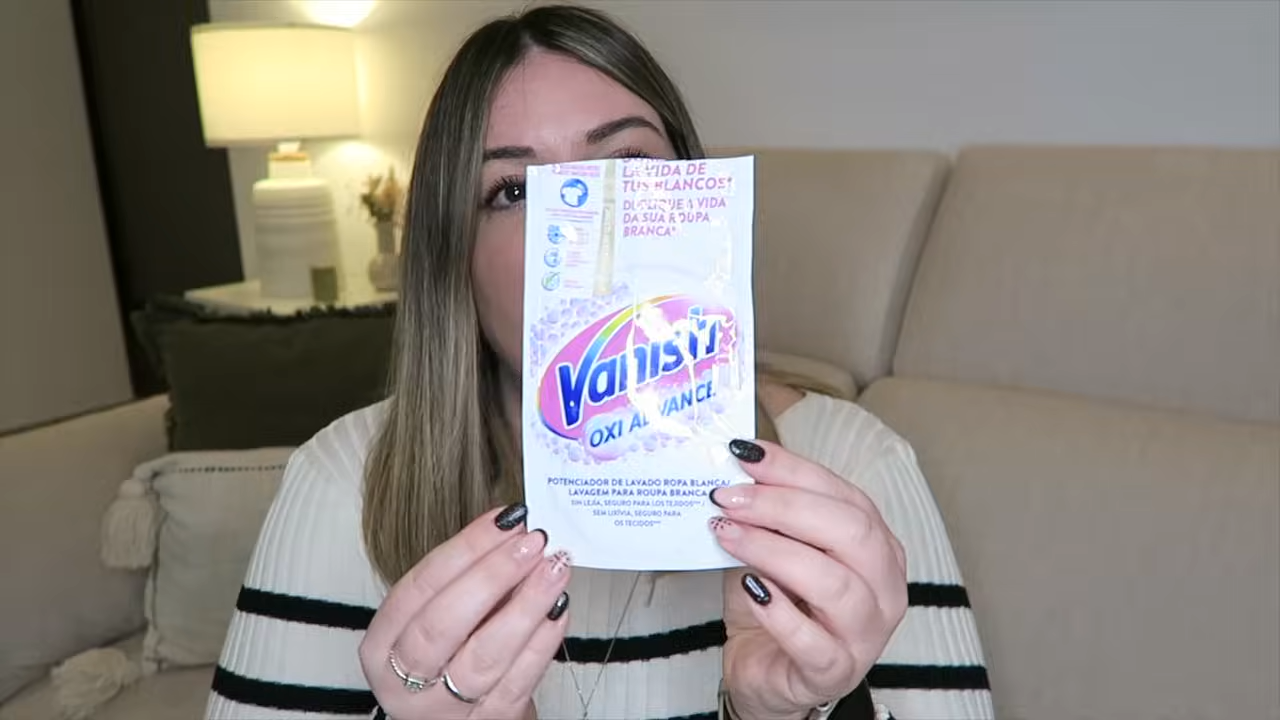 LA VIDA DE
TUS BLANCOS*
DUPLIQUE A VIDA
DA SUA ROUPA
BRANCA*
Vanish
OXI ADVANCE
POTENCIADOR DE LAVADO ROPA BLANCA/
LAVAGEM PARA ROUPA BRANCA
SIN LEJÍA, SEGURO PARA LOS TEJIDOS*** /
SEM LIXÍVIA, SEGURO PARA
OS TECIDOS***